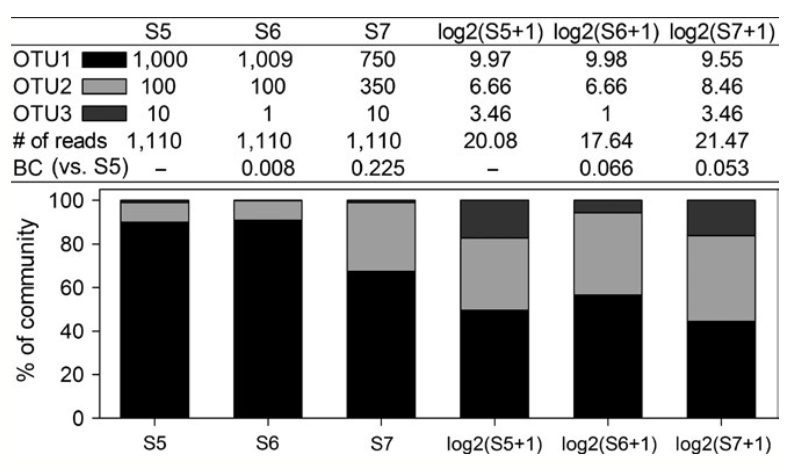 S5 S6 S7 log2(S5+1) log2(S6+1) log2(S7+1)
OTU1 1,000 1,009 750 9.97 9.98 9.55
OTU2 100 100 350 6.66 6.66 8.46
OTU3 10 1 10 3.46 1 3.46
# of reads 1,110 1,110 1,110 20.08 17.64 21.47
BC (vs. S5) – 0.008 0.225 – 0.066 0.053
% of community
100
80
60
40
20
0
S5 S6 S7 log2(S5+1) log2(S6+1) log2(S7+1)